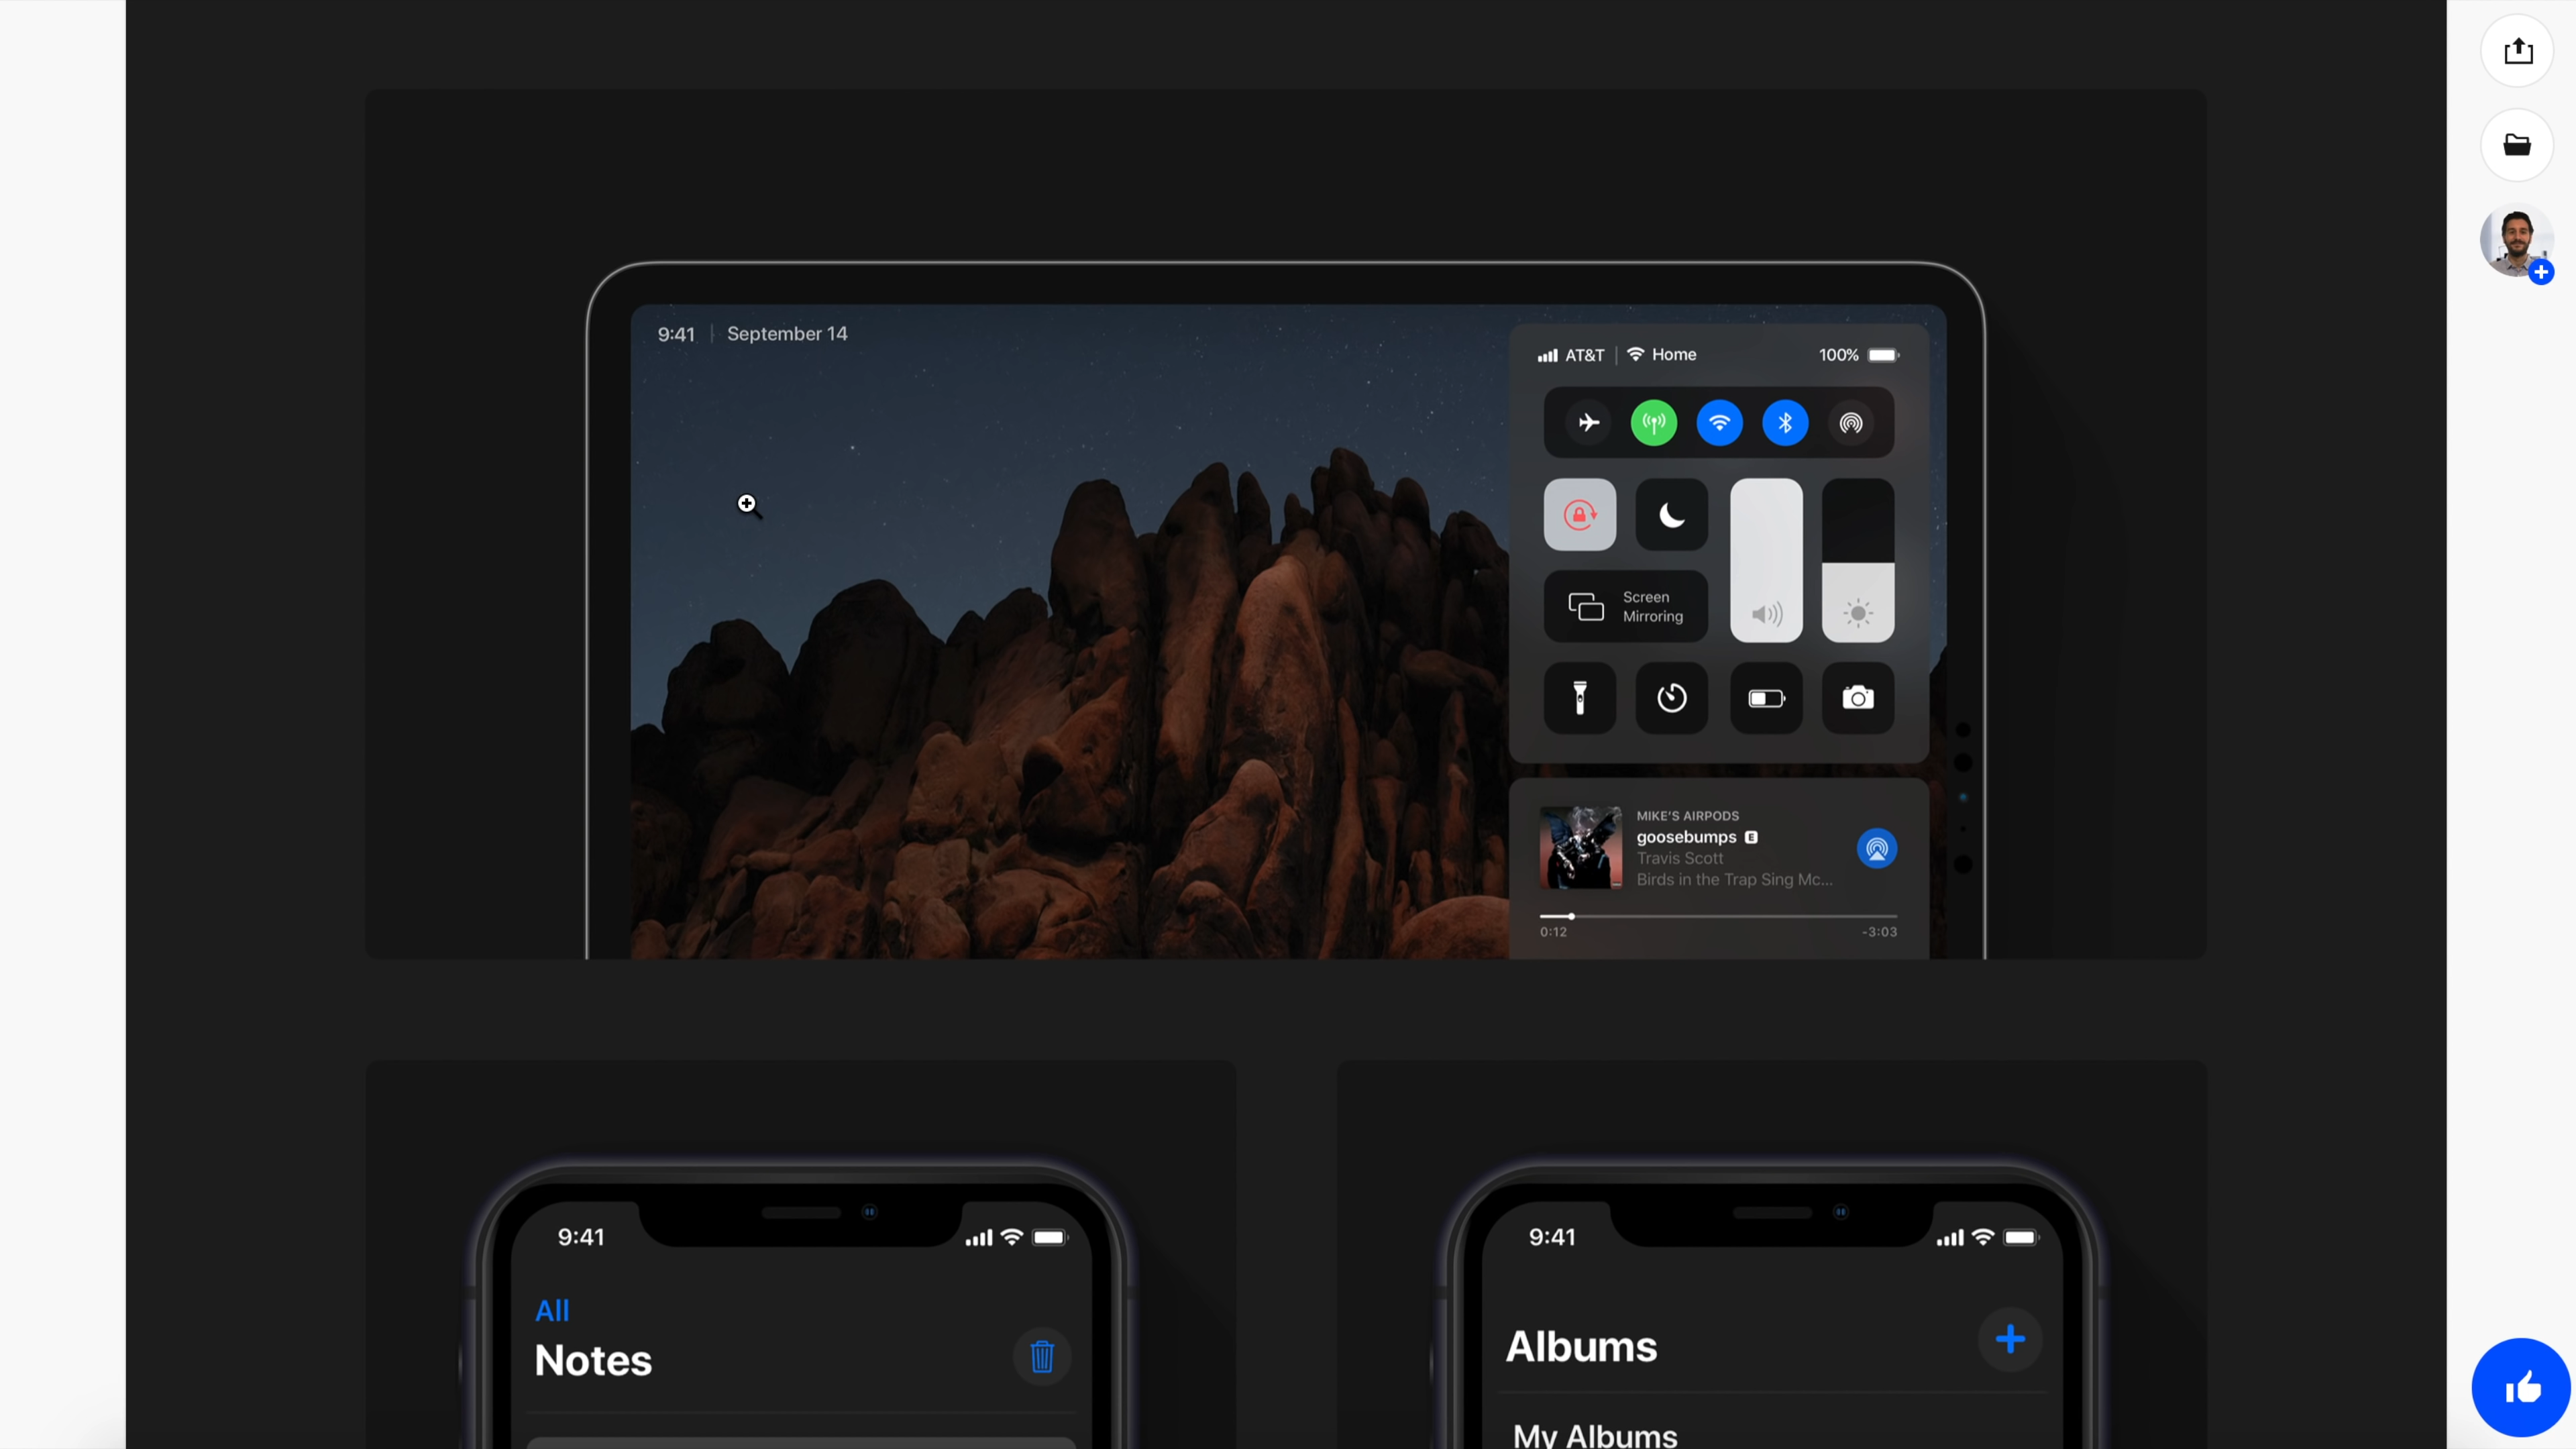 9:41 | September 14
AT&T | Home 100%
Screen
Mirroring
MIKE'S AIRPODS
goosebumps E
Travis Scott
Birds in the Trap Sing Mc...
0:12 -3:03
9:41
All
Notes
9:41
Albums
My Albums